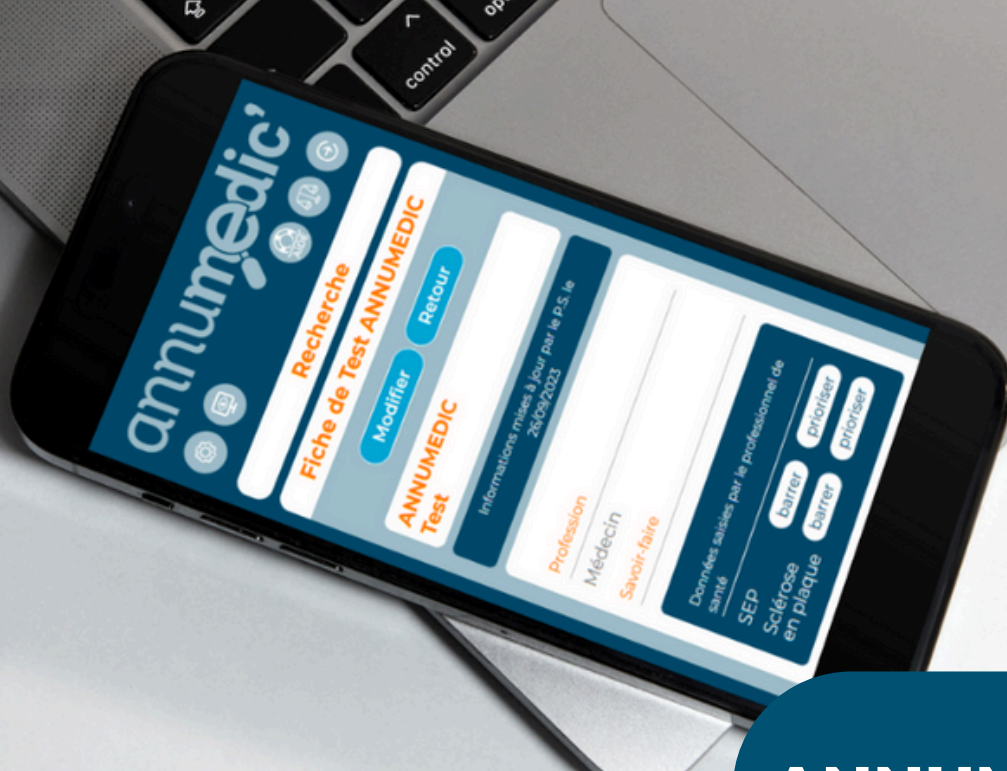 control
annumedic'
AIDE
Recherche
Fiche de Test ANNUMEDIC
Modifier
Retour
ANNUMEDIC
Test
Informations mises à jour par le P.S. le
26/09/2023
Profession
Médecin
Savoir-faire
Données saisies par le professionnel de
santé
SEP
barrer
prioriser
Sclérose
en plaque
barrer
prioriser